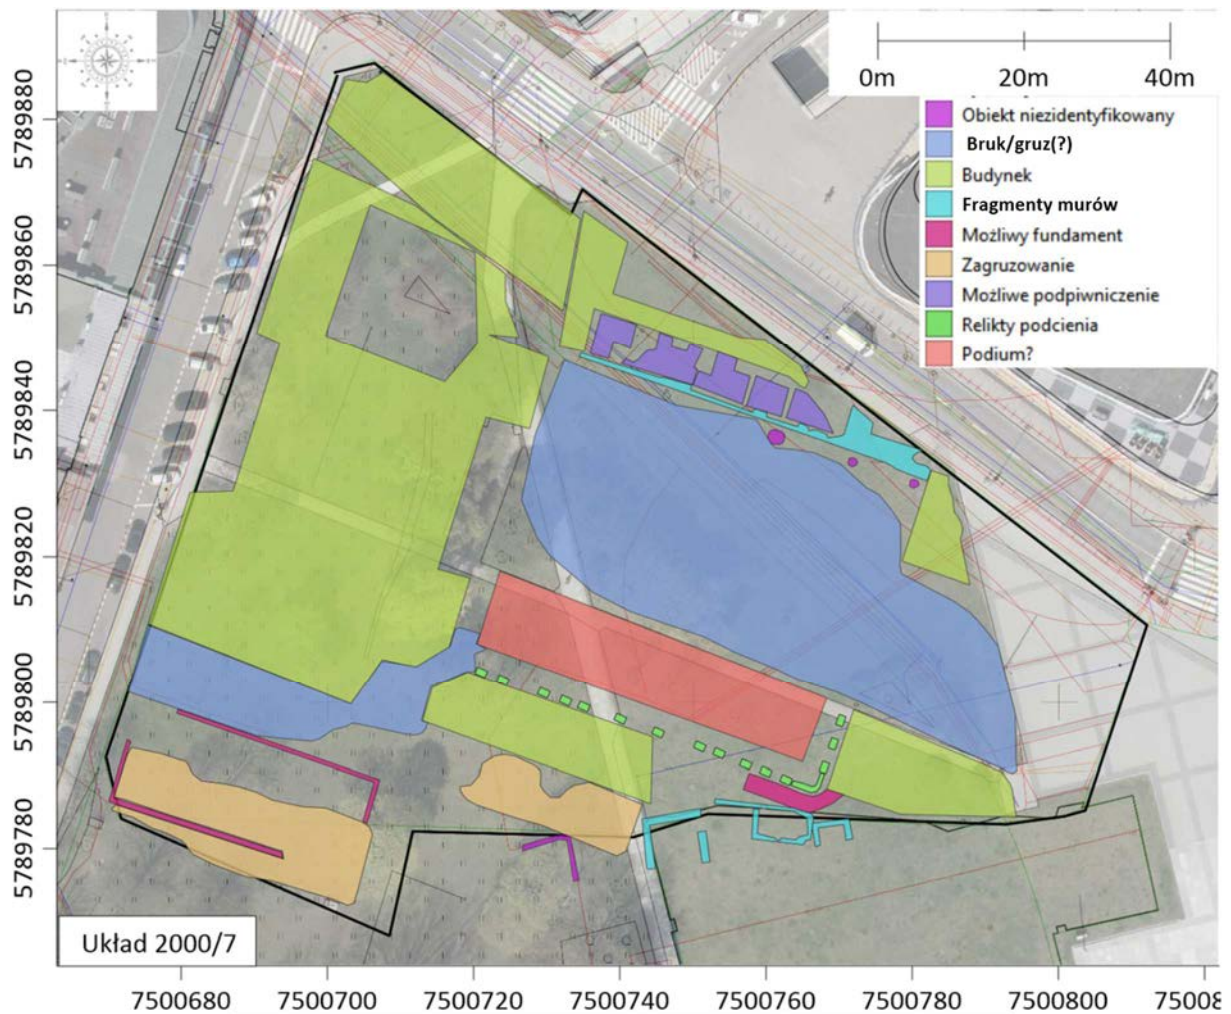 0m 20m 40m
Obiekt niezidentyfikowany
Bruk/gruz(?)
Budynek
Fragmenty murów
Możliwy fundament
Zagruzowanie
Możliwe podpiwniczenie
Relikty podcienia
Podium?
5789880
5789860
5789840
5789820
5789800
5789780
Układ 2000/7
7500680 7500700 7500720 7500740 7500760 7500780 7500800 75008